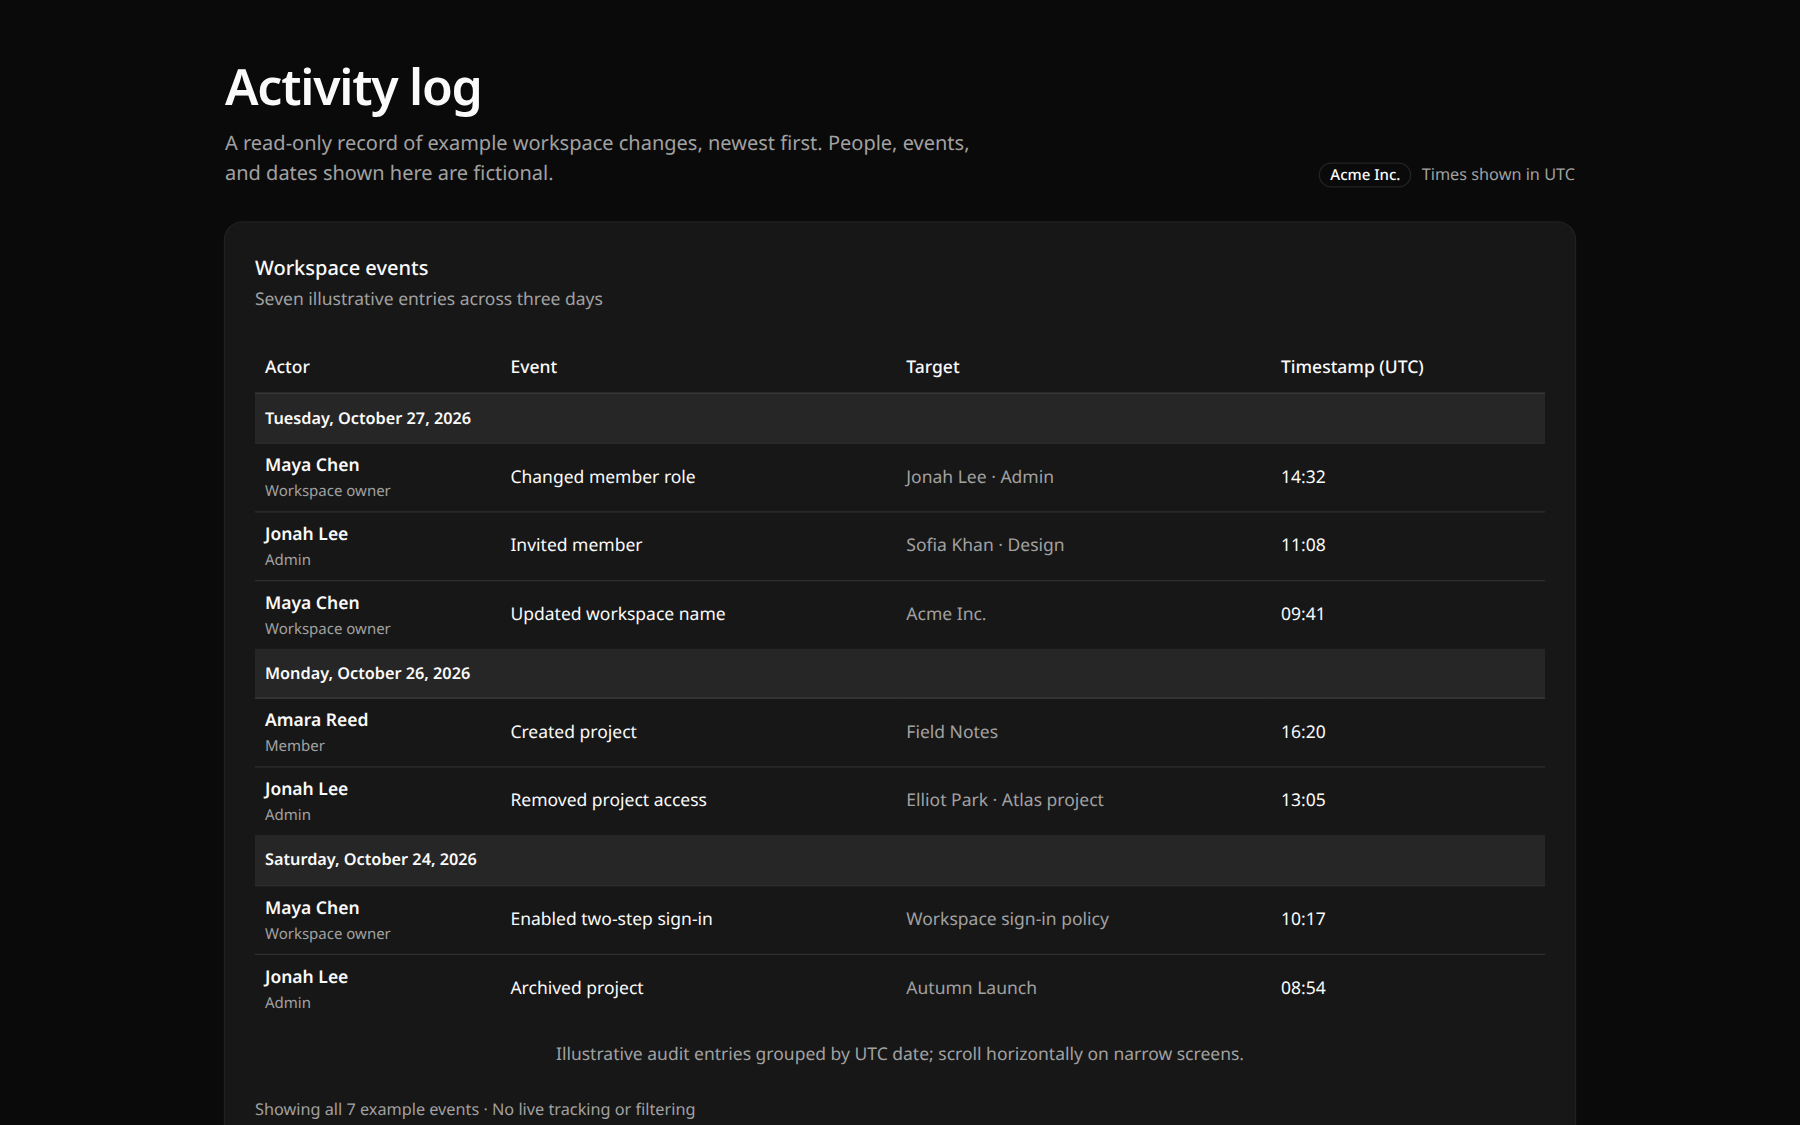 Activity log
A read-only record of example workspace changes, newest first. People, events,
and dates shown here are fictional.
Acme Inc. Times shown in UTC
Workspace events
Seven illustrative entries across three days
Actor Event Target Timestamp (UTC)
Tuesday, October 27, 2026
Maya Chen
Workspace owner
Changed member role
Jonah Lee · Admin
14:32
Jonah Lee
Admin
Invited member
Sofia Khan · Design
11:08
Maya Chen
Workspace owner
Updated workspace name
Acme Inc.
09:41
Monday, October 26, 2026
Amara Reed
Member
Created project
Field Notes
16:20
Jonah Lee
Admin
Removed project access
Elliot Park · Atlas project
13:05
Saturday, October 24, 2026
Maya Chen
Workspace owner
Enabled two-step sign-in
Workspace sign-in policy
10:17
Jonah Lee
Admin
Archived project
Autumn Launch
08:54
Illustrative audit entries grouped by UTC date; scroll horizontally on narrow screens.
Showing all 7 example events · No live tracking or filtering